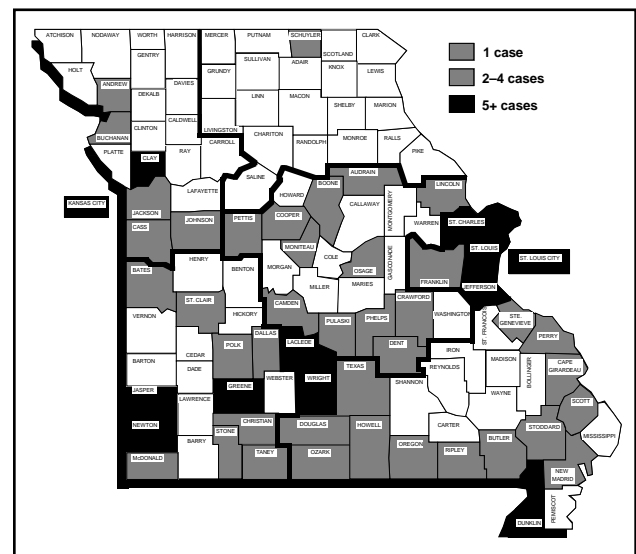 ATCHISON NODAWAY WORTH HARRISON MERCER PUTNAM SCHUYLER CLARK
SCOTLAND
GENTRY SULLIVAN ADAIR
HOLT GRUNDY KNOX LEWIS
ANDREW DEKALB DAVIES
LINN MACON SHELBY MARION
CALDWELL
BUCHANAN CLINTON LIVINGSTON
PLATTE CLAY RAY CARROLL CHARITON RANDOLPH MONROE RALLS
PIKE
SALINE
KANSAS CITY LAFAYETTE HOWARD BOONE AUDRAIN
JACKSON JOHNSON PETTIS COOPER CALLAWAY MONTGOMERY WARREN LINCOLN
ST. CHARLES
CASS MONITEAU COLE OSAGE GASCONADE FRANKLIN ST. LOUIS
ST. LOUIS CITY
HENRY BENTON MORGAN
BATES MILLER MARIES JEFFERSON
ST. CLAIR CAMDEN CRAWFORD
VERNON HICKORY PULASKI PHELPS WASHINGTON ST. FRANCOIS STE.
GENEVIEVE
PERRY
DALLAS
CEDAR POLK LACLEDE DENT IRON
BARTON DADE TEXAS REYNOLDS MADISON BOLLINGER CAPE
GIRARDEAU
JASPER GREENE WEBSTER WRIGHT SHANNON
LAWRENCE WAYNE SCOTT
NEWTON CHRISTIAN DOUGLAS HOWELL CARTER STODDARD MISSISSIPPI
BARRY STONE OREGON RIPLEY BUTLER
McDONALD TANEY OZARK NEW
MADRID
PEMISCOT
DUNKLIN
1 case
2–4 cases
5+ cases